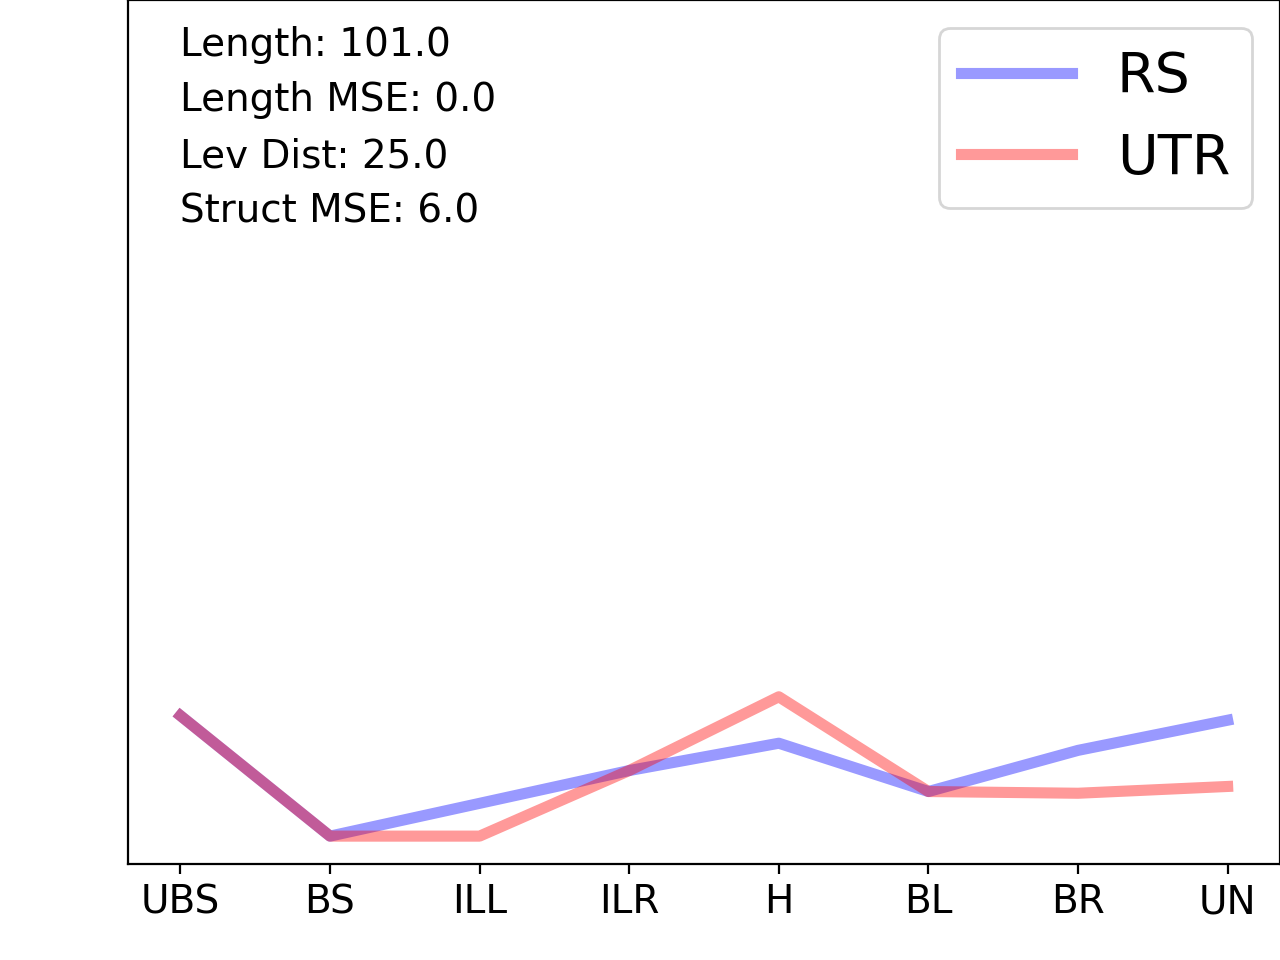 Length: 101.0
Length MSE: 0.0
Lev Dist: 25.0
Struct MSE: 6.0
RS
UTR
UBS BS ILL ILR H BL BR UN